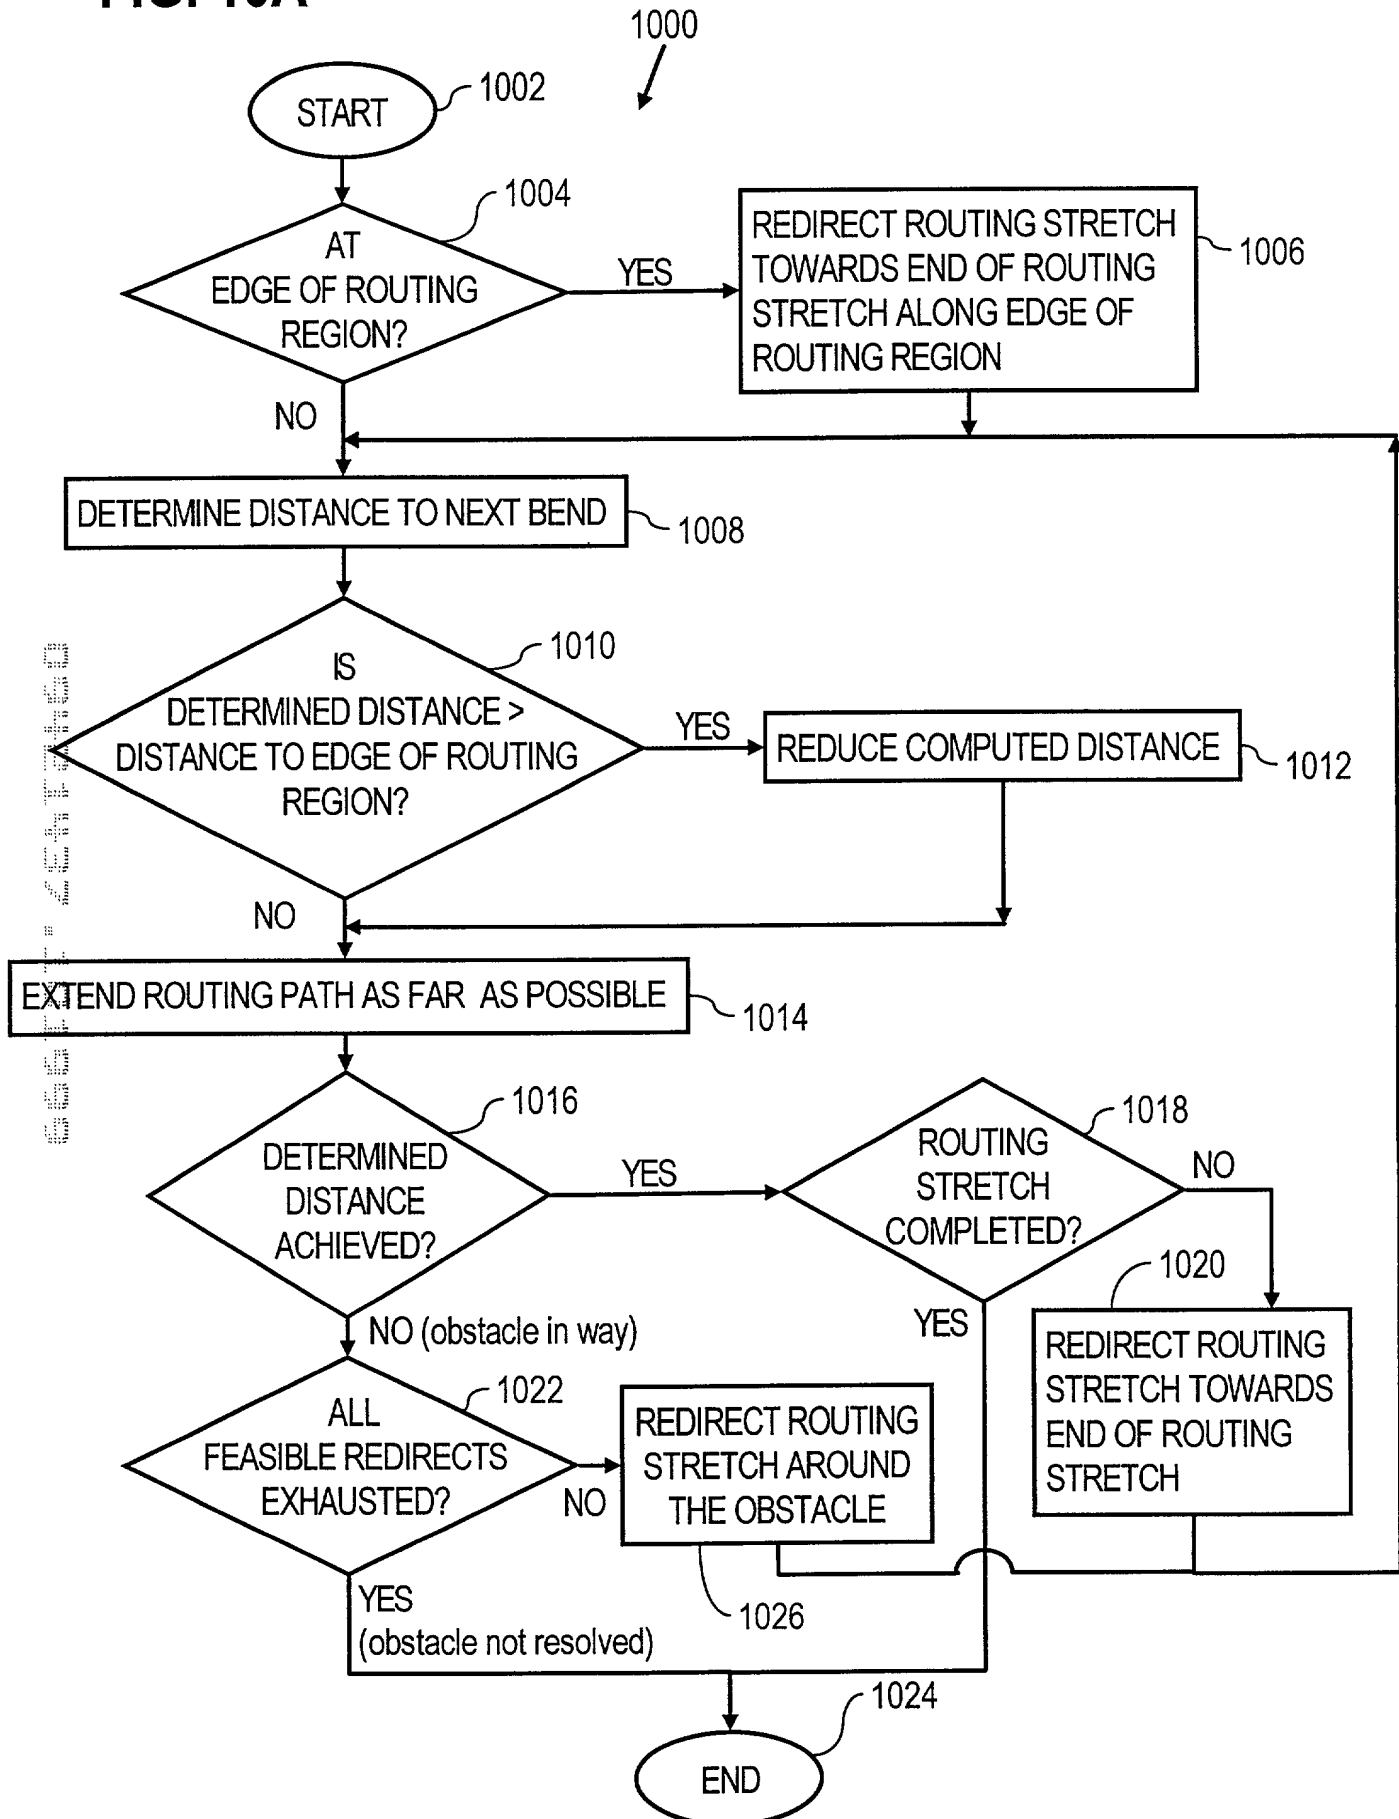 1000
START
1002
1004
AT
EDGE OF ROUTING
REGION?
YES
REDIRECT ROUTING STRETCH
TOWARDS END OF ROUTING
STRETCH ALONG EDGE OF
ROUTING REGION
1006
NO
DETERMINE DISTANCE TO NEXT BEND
1008
1010
IS
DETERMINED DISTANCE >
DISTANCE TO EDGE OF ROUTING
REGION?
YES
REDUCE COMPUTED DISTANCE
1012
NO
EXTEND ROUTING PATH AS FAR AS POSSIBLE
1014
1016
DETERMINED
DISTANCE
ACHIEVED?
YES
1018
ROUTING
STRETCH
COMPLETED?
NO
1020
REDIRECT ROUTING
STRETCH TOWARDS
END OF ROUTING
STRETCH
YES
NO (obstacle in way)
1022
ALL
FEASIBLE REDIRECTS
EXHAUSTED?
NO
REDIRECT ROUTING
STRETCH AROUND
THE OBSTACLE
1026
YES
(obstacle not resolved)
1024
END